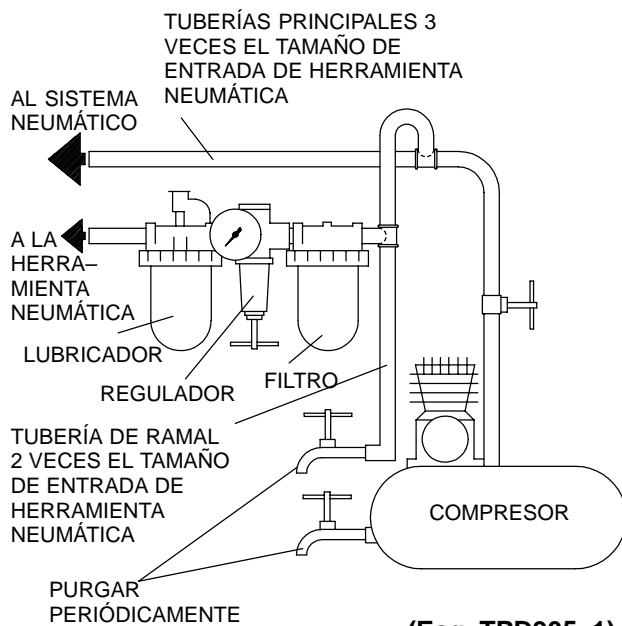 TUBERÍAS PRINCIPALES 3
VECES EL TAMAÑO DE
ENTRADA DE HERRAMIENTA
NEUMÁTICA
AL SISTEMA
NEUMÁTICO
A LA
HERRA–
MIENTA
NEUMÁTICA
LUBRICADOR
REGULADOR
FILTRO
TUBERÍA DE RAMAL
2 VECES EL TAMAÑO
DE ENTRADA DE
HERRAMIENTA
NEUMÁTICA
COMPRESOR
PURGAR
PERIÓDICAMENTE